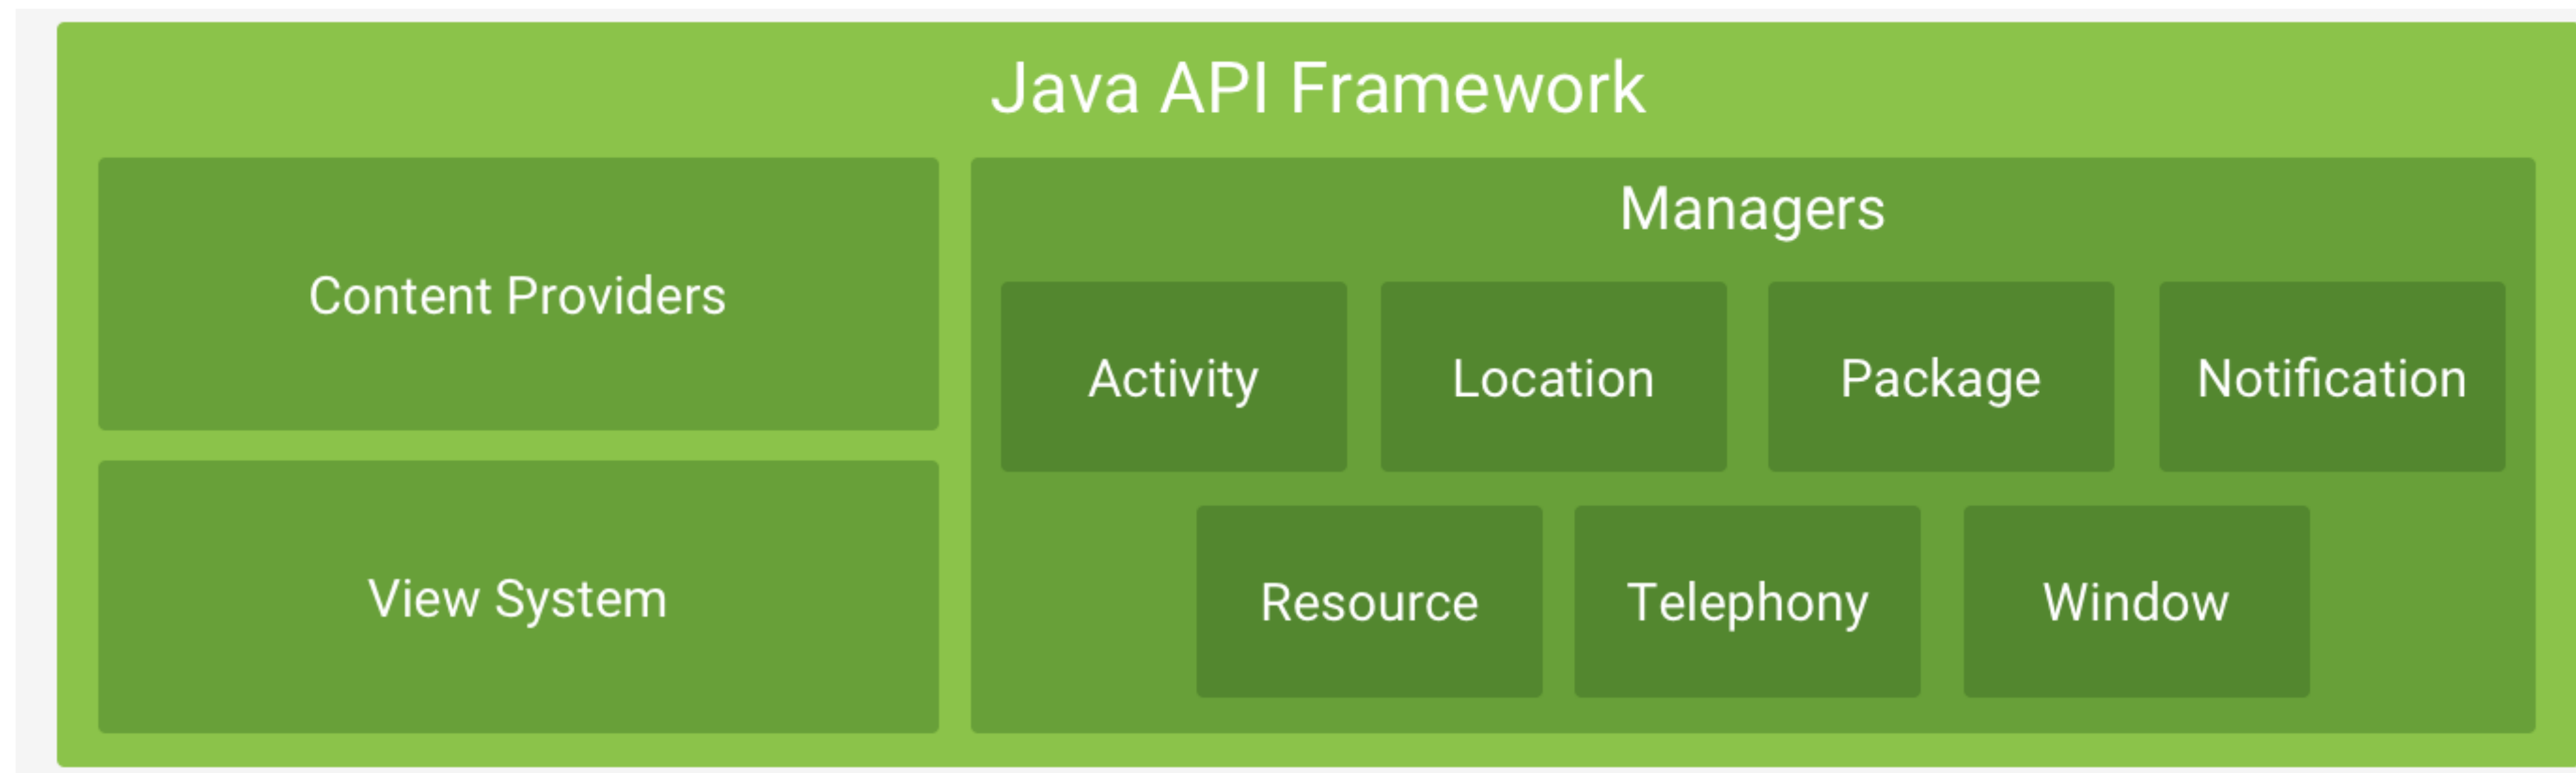 Java API Framework
Content Providers
View System
Managers
Activity
Location
Package
Notification
Resource
Telephony
Window